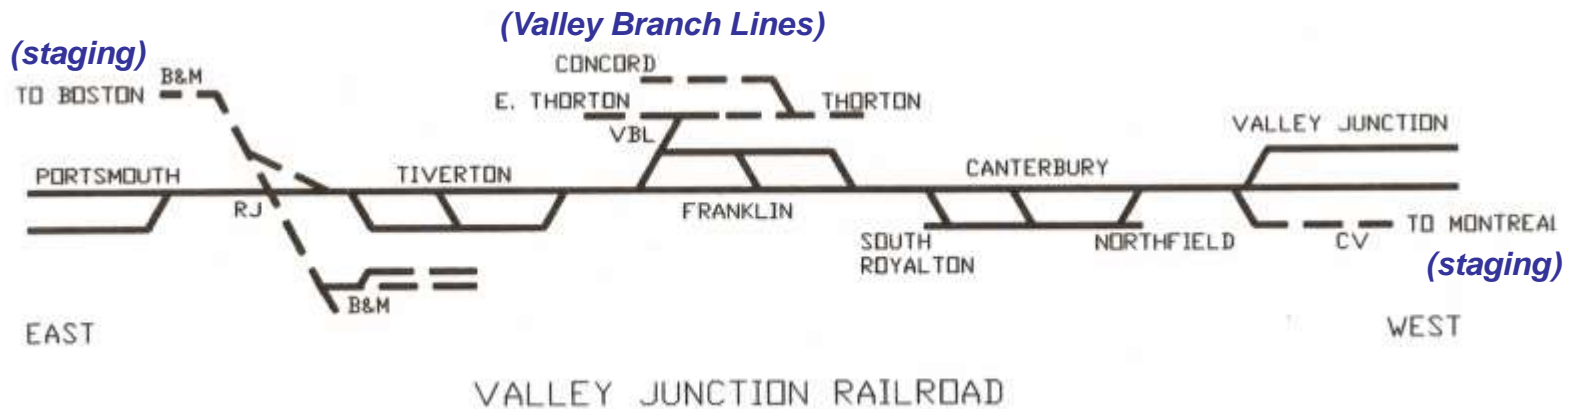 (Valley Branch Lines)
(staging)
B&M
TO BOSTON
CONCORD
E. THORTON
THORTON
VBL
VALLEY JUNCTION
PORTSMOUTH
TIVERTON
CANTERBURY
RJ
FRANKLIN
SOUTH
ROYALTON
NORTHFIELD
CV
TO MONTREAL
(staging)
B&M
EAST
WEST
VALLEY JUNCTION RAILROAD